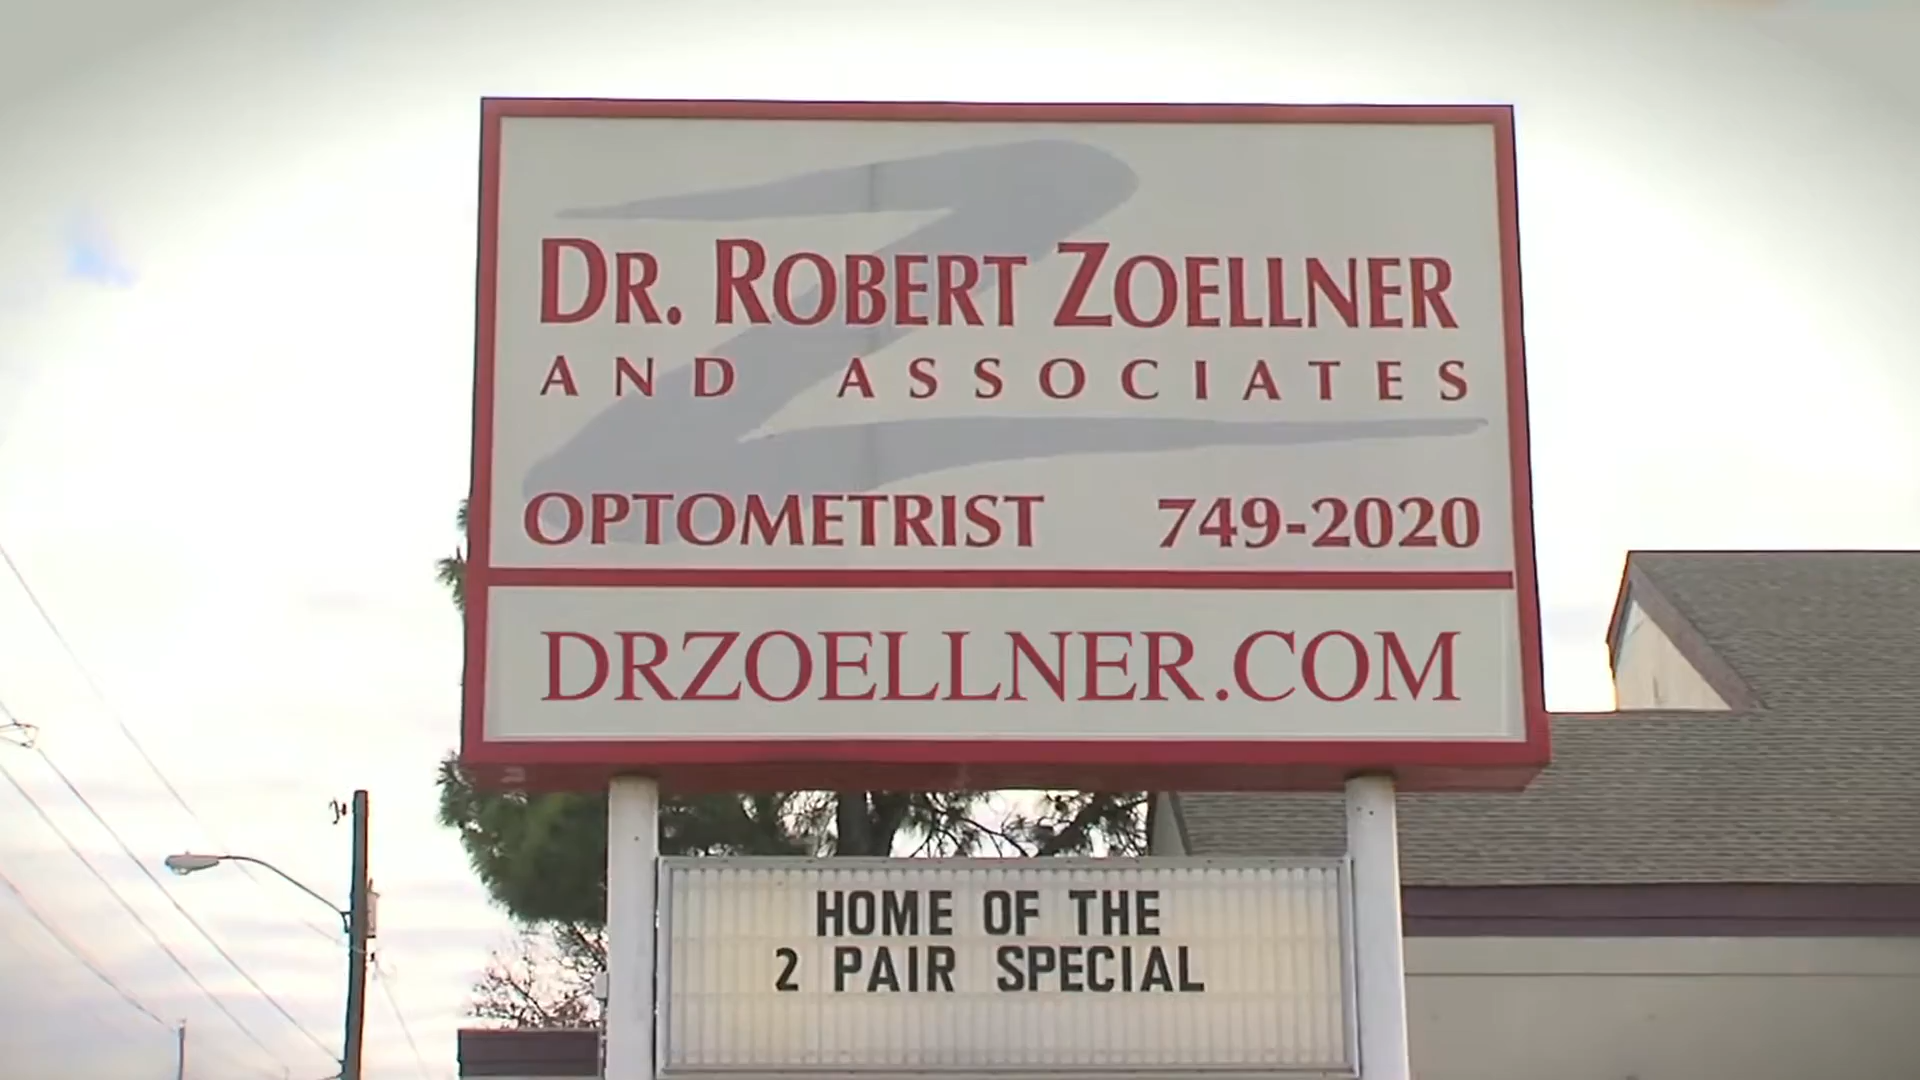 DR. ROBERT ZOELLNER
AND ASSOCIATES
OPTOMETRIST 749-2020
DRZOELLNER.COM
HOME OF THE
2 PAIR SPECIAL